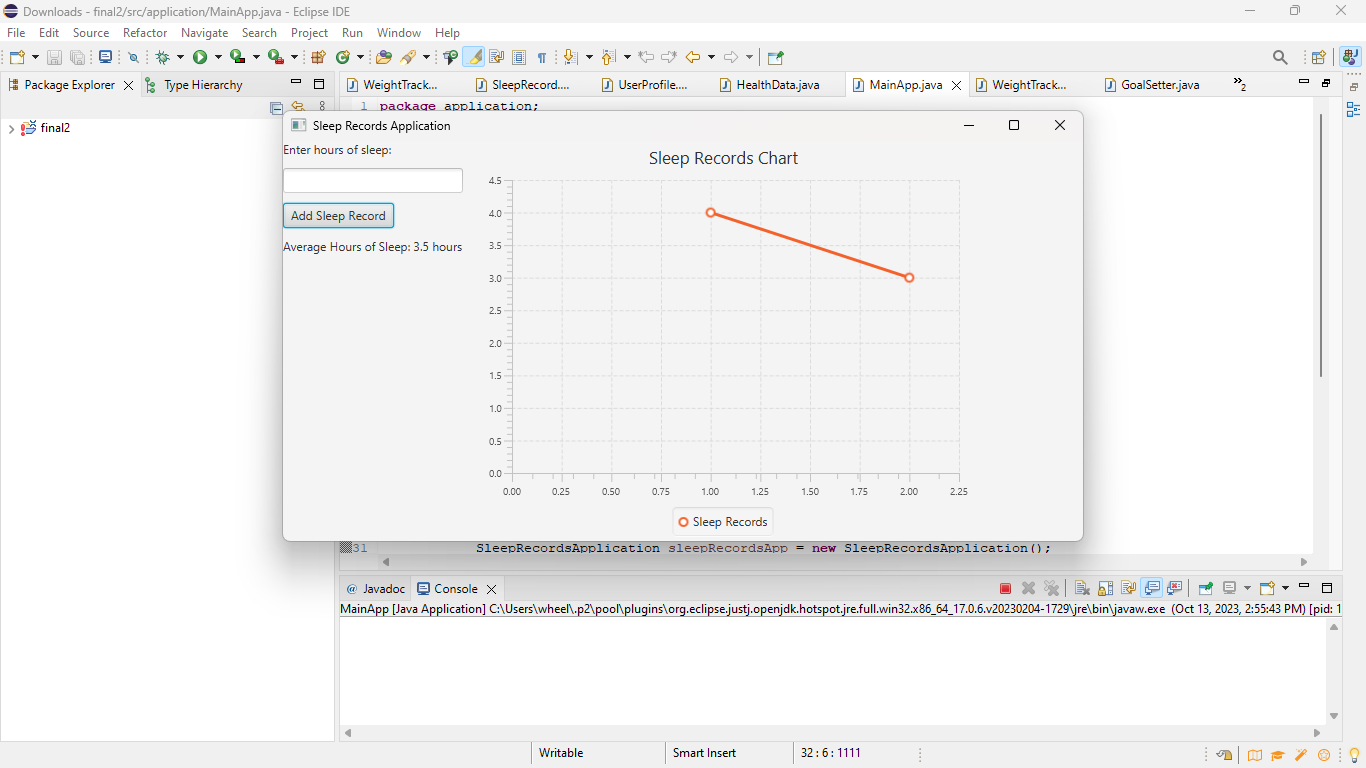 Downloads - final2/src/application/MainApp.java - Eclipse IDE
File Edit Source Refactor Navigate Search Project Run Window Help
Package Explorer Type Hierarchy
WeightTrack... SleepRecord.... UserProfile.... HealthData.java MainApp.java WeightTrack... GoalSetter.java »2
1 package application;
final2
Sleep Records Application
Enter hours of sleep:
Add Sleep Record
Average Hours of Sleep: 3.5 hours
Sleep Records Chart
4.5
4.0
3.5
3.0
2.5
2.0
1.5
1.0
0.5
0.0
0.00 0.25 0.50 0.75 1.00 1.25 1.50 1.75 2.00 2.25
Sleep Records
31 SleepRecordsApplication sleepRecordsApp = new SleepRecordsApplication();
@ Javadoc Console
MainApp [Java Application] C:\Users\wheel\.p2\pool\plugins\org.eclipse.justj.openjdk.hotspot.jre.full.win32.x86_64_17.0.6.v20230204-1729\jre\bin\javaw.exe (Oct 13, 2023, 2:55:43 PM) [pid: 1
Writable Smart Insert 32 : 6 : 1111